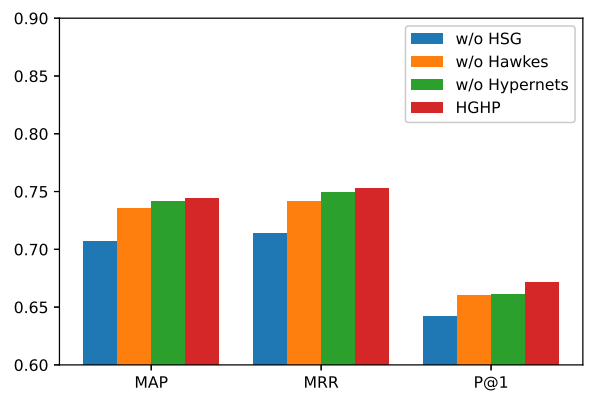 0.90
0.85
0.80
0.75
0.70
0.65
0.60
w/o HSG
w/o Hawkes
w/o Hypernets
HGHP
MAP MRR P@1